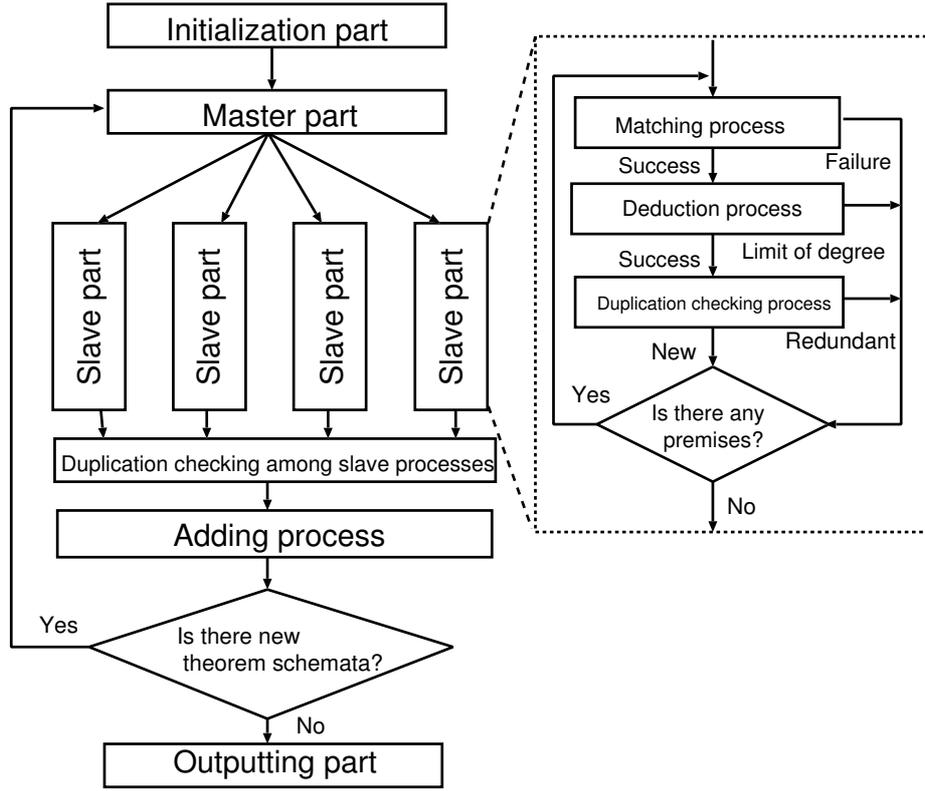 Initialization part
Master part
Slave part
Slave part
Slave part
Slave part
Duplication checking among slave processes
Adding process
Yes
Is there new
theorem schemata?
No
Outputting part
Matching process
Success
Failure
Deduction process
Success
Limit of degree
Duplication checking process
New
Redundant
Yes
Is there any
premises?
No